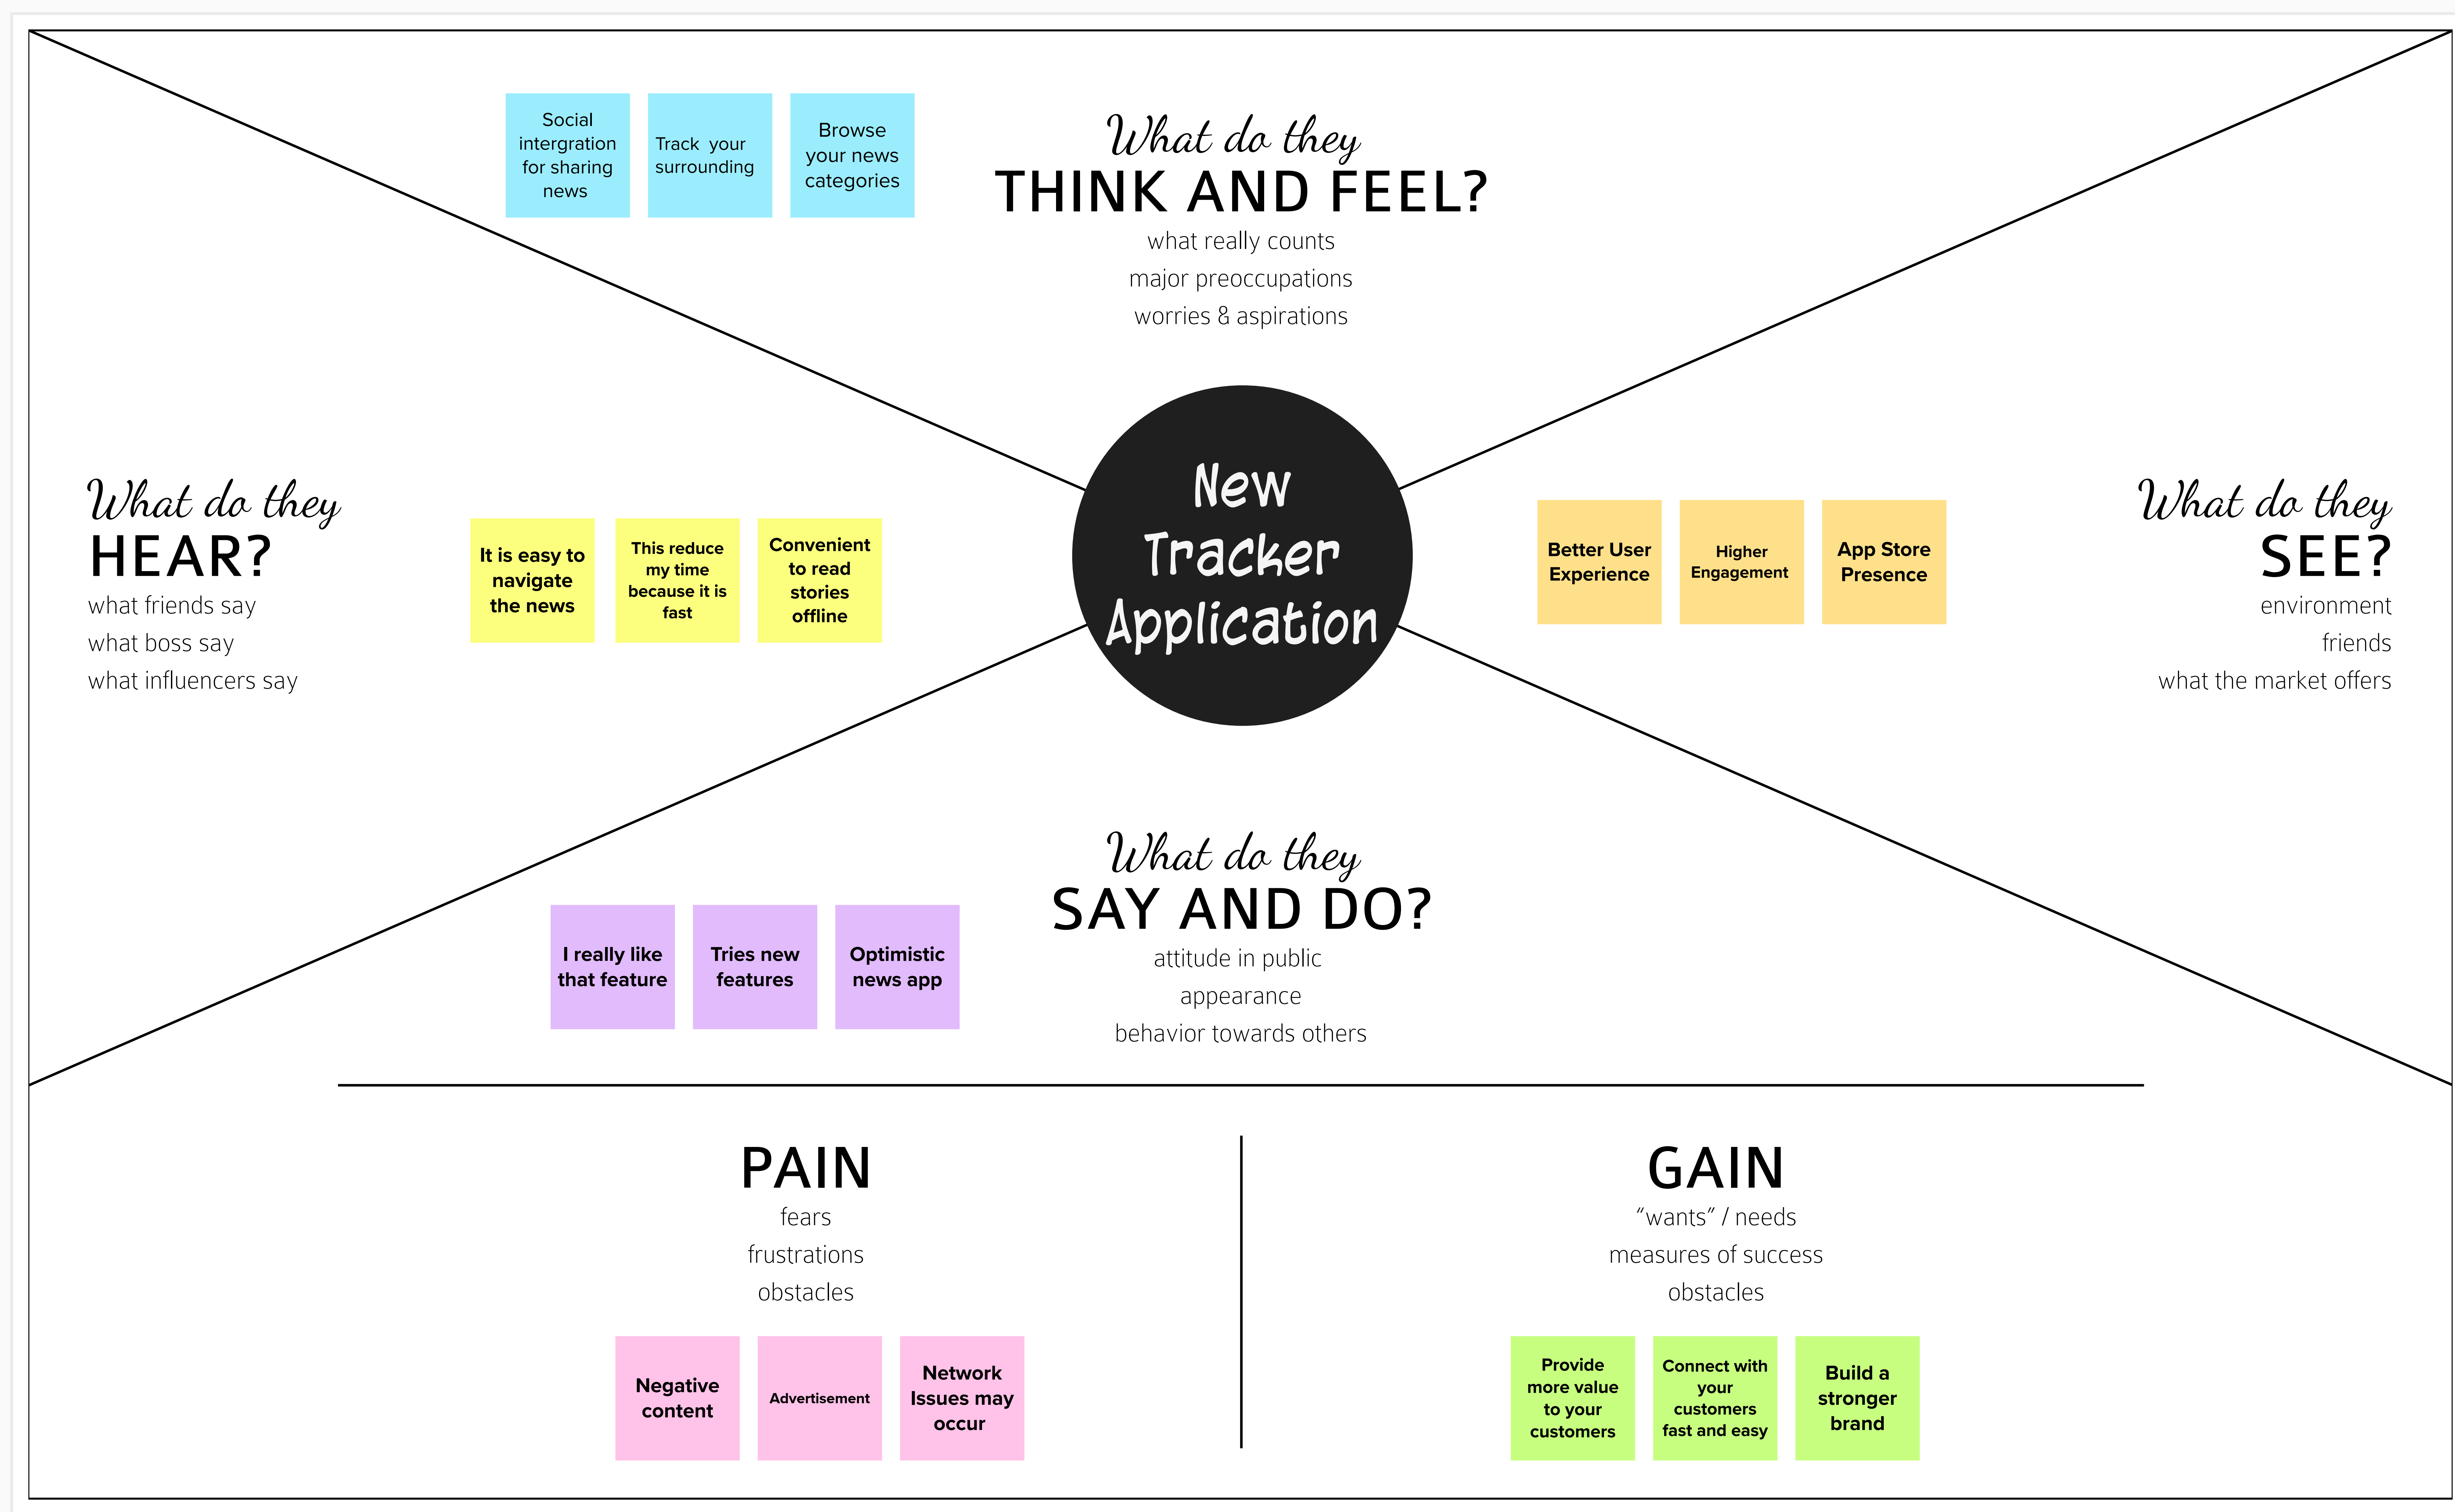 Social
intergration
for sharing
news
Track your
surrounding
Browse
your news
categories
What do they
THINK AND FEEL?
what really counts
major preoccupations
worries & aspirations
What do they
HEAR?
what friends say
what boss say
what influencers say
It is easy to
navigate
the news
This reduce
my time
because it is
fast
Convenient
to read
stories
offline
New
Tracker
Application
Better User
Experience
Higher
Engagement
App Store
Presence
What do they
SEE?
environment
friends
what the market offers
What do they
SAY AND DO?
attitude in public
appearance
behavior towards others
I really like
that feature
Tries new
features
Optimistic
news app
PAIN
fears
frustrations
obstacles
Negative
content
Advertisement
Network
Issues may
occur
GAIN
“wants” / needs
measures of success
obstacles
Provide
more value
to your
customers
Connect with
your
customers
fast and easy
Build a
stronger
brand